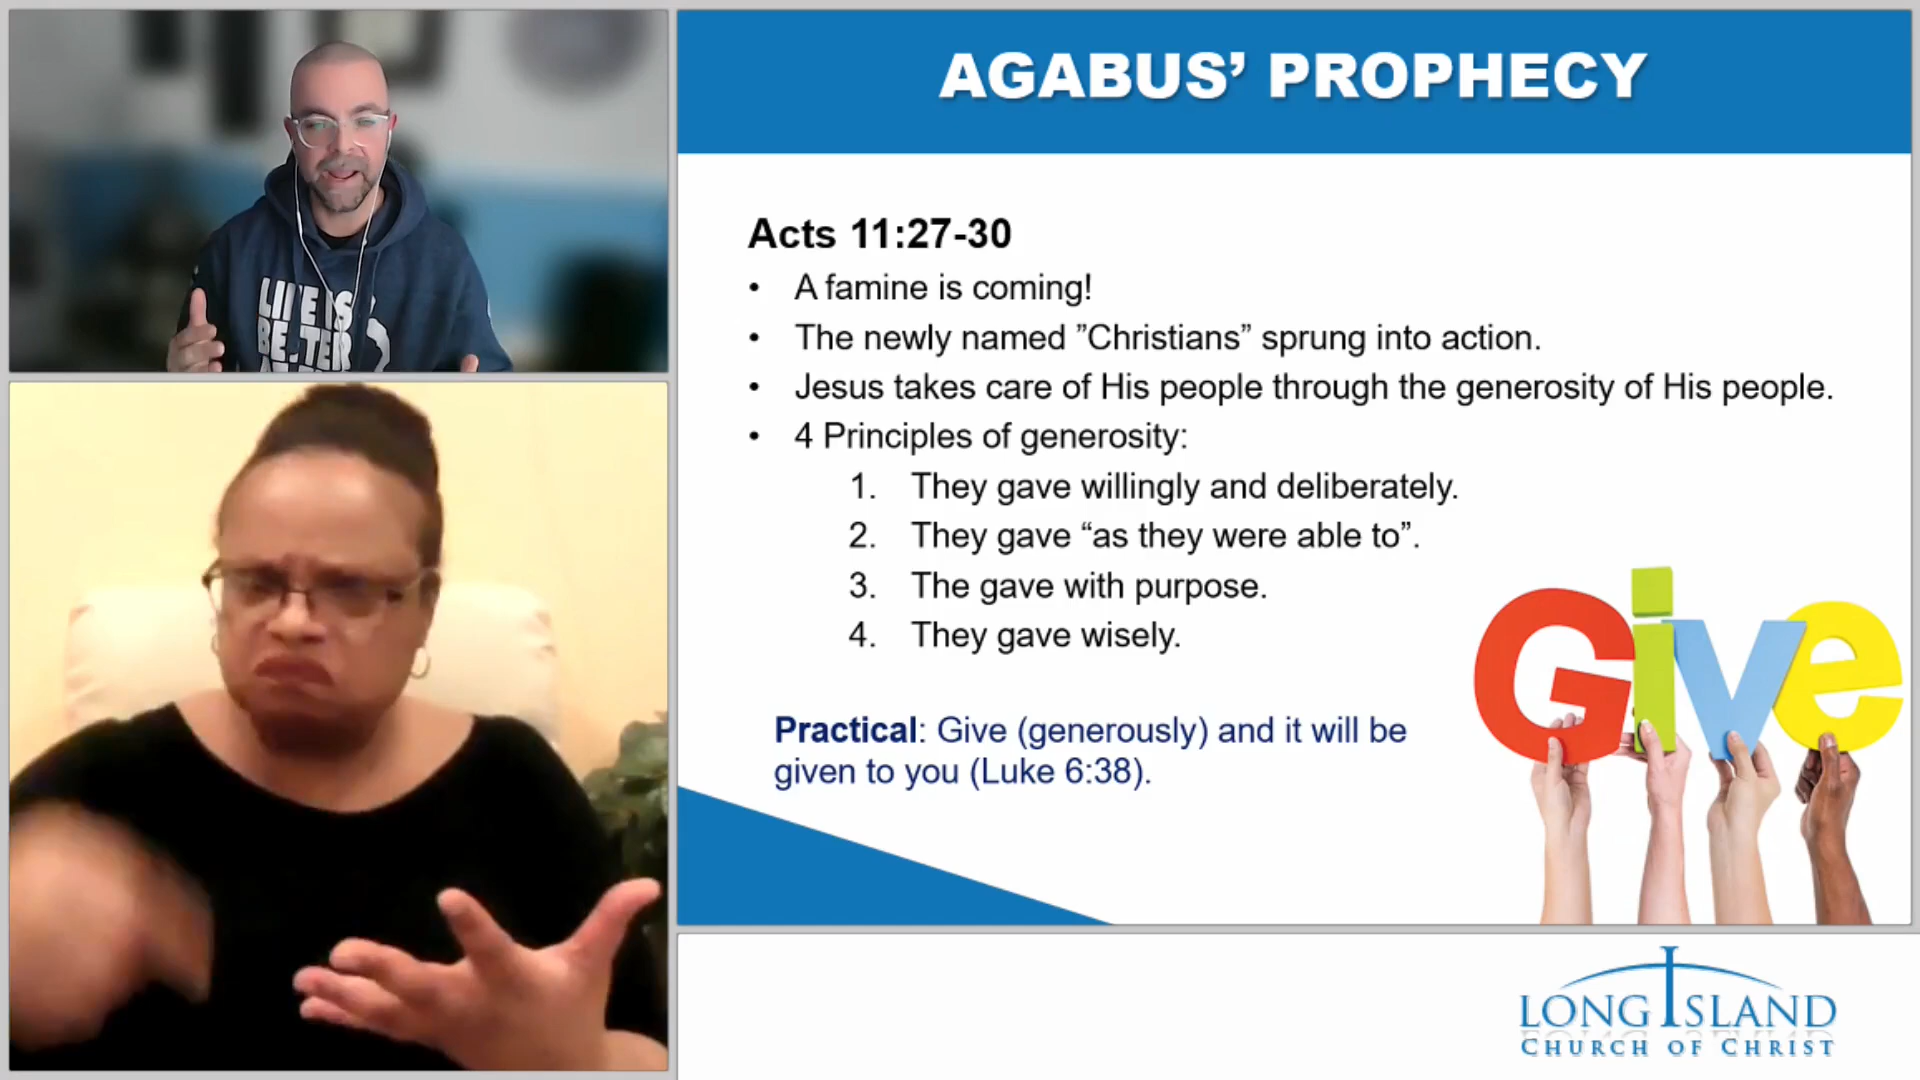 LIFE IS
BETTER
AGABUS’ PROPHECY
Acts 11:27-30
• A famine is coming!
• The newly named ”Christians” sprung into action.
• Jesus takes care of His people through the generosity of His people.
• 4 Principles of generosity:
1. They gave willingly and deliberately.
2. They gave “as they were able to”.
3. The gave with purpose.
4. They gave wisely.
Practical: Give (generously) and it will be
given to you (Luke 6:38).
Give
LONG ISLAND
CHURCH OF CHRIST